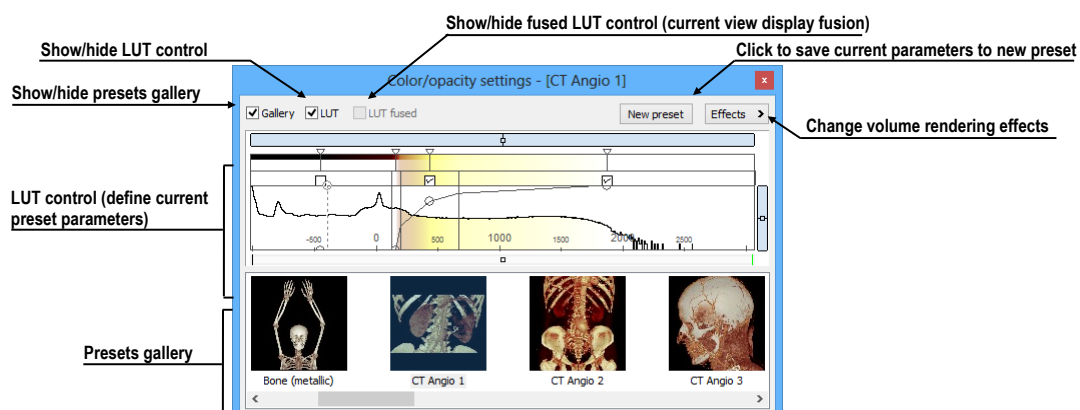 Show/hide fused LUT control (current view display fusion)
Show/hide LUT control
Click to save current parameters to new preset
Show/hide presets gallery
Color/opacity settings - [CT Angio 1]
x
Gallery LUT LUT fused New preset Effects >
Change volume rendering effects
LUT control (define current
preset parameters)
-500 0 500 1000 1500 2000 2500
Presets gallery
Bone (metallic) CT Angio 1 CT Angio 2 CT Angio 3